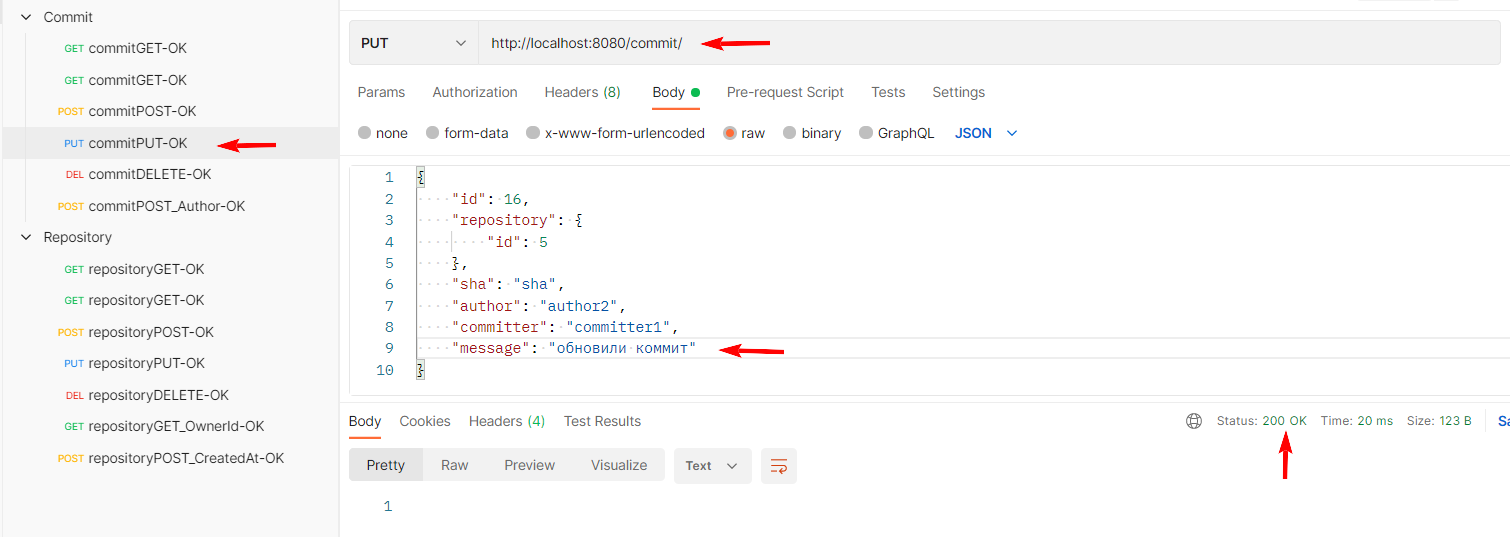 Commit
GET commitGET-OK
GET commitGET-OK
POST commitPOST-OK
PUT commitPUT-OK
DEL commitDELETE-OK
POST commitPOST_Author-OK
Repository
GET repositoryGET-OK
GET repositoryGET-OK
POST repositoryPOST-OK
PUT repositoryPUT-OK
DEL repositoryDELETE-OK
GET repositoryGET_OwnerId-OK
POST repositoryPOST_CreatedAt-OK
PUT http://localhost:8080/commit/
Params Authorization Headers (8) Body Pre-request Script Tests Settings
none form-data x-www-form-urlencoded raw binary GraphQL JSON
1 {
2 "id": 16,
3 "repository": {
4 "id": 5
5 },
6 "sha": "sha",
7 "author": "author2",
8 "committer": "committer1",
9 "message": "обновили коммит"
10 }
Body Cookies Headers (4) Test Results Status: 200 OK Time: 20 ms Size: 123 B Sa
Pretty Raw Preview Visualize Text
1